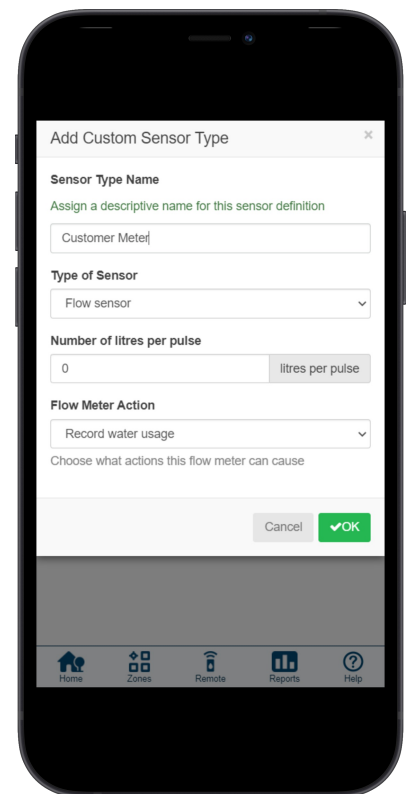 Add Custom Sensor Type ×
Sensor Type Name
Assign a descriptive name for this sensor definition
Customer Meter
Type of Sensor
Flow sensor
Number of litres per pulse
0 litres per pulse
Flow Meter Action
Record water usage
Choose what actions this flow meter can cause
Cancel ✔OK
Home Zones Remote Reports Help